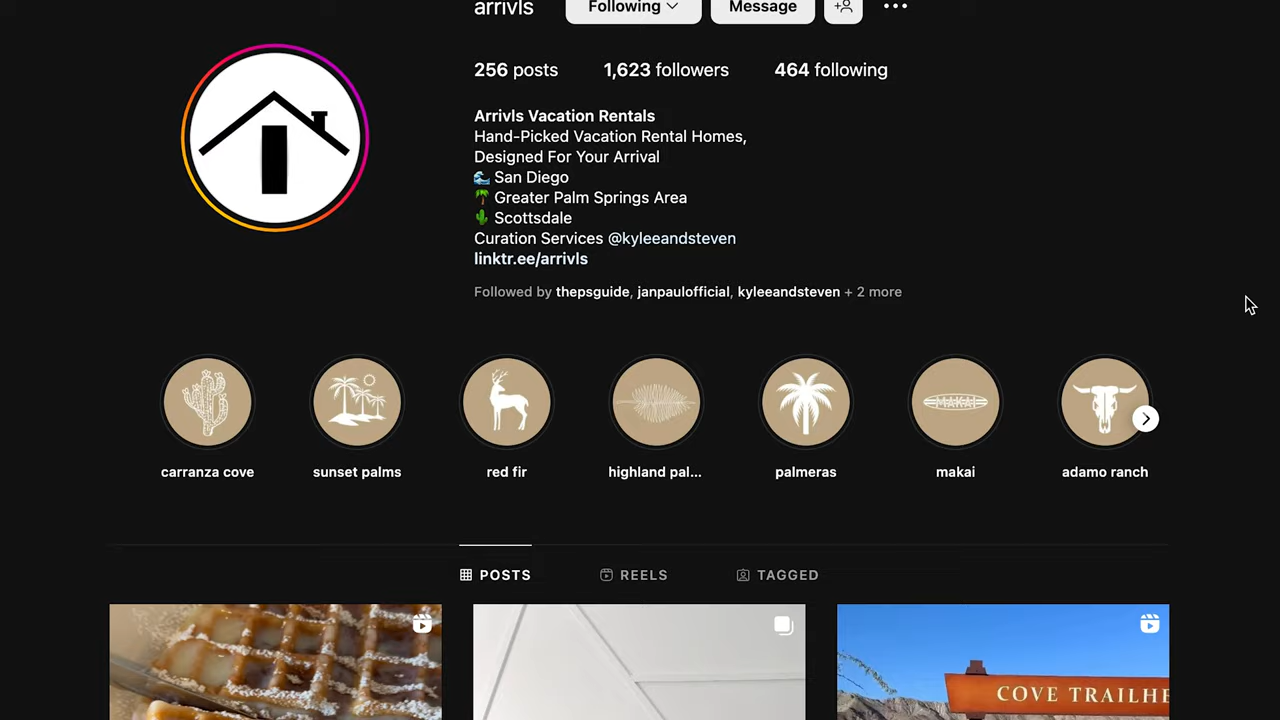 arrivls Following Message
256 posts 1,623 followers 464 following
Arrivls Vacation Rentals
Hand-Picked Vacation Rental Homes,
Designed For Your Arrival
🌊 San Diego
🌴 Greater Palm Springs Area
🌵 Scottsdale
Curation Services @kyleeandsteven
linktr.ee/arrivls
Followed by thepsguide, janpaulofficial, kyleeandsteven + 2 more
MAKAI
carranza cove sunset palms red fir highland pal... palmeras makai adamo ranch
POSTS REELS TAGGED
COVE TRAILHE